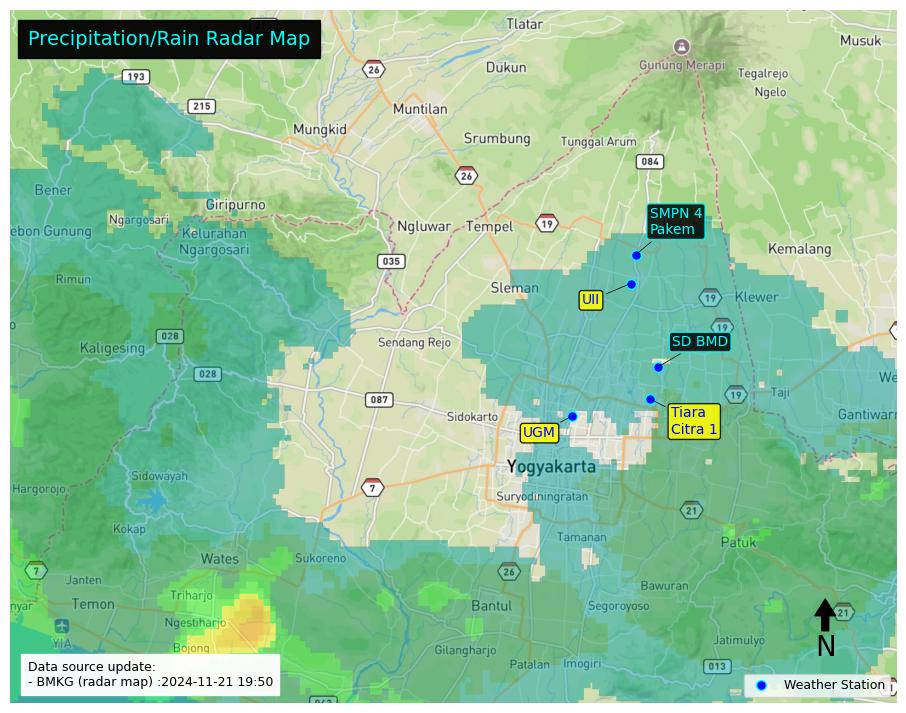 Precipitation/Rain Radar Map
Tlatar
Musuk
26
193
Gunung Merapi
Tegalrejo
Dukun
Ngelo
215
Muntilan
Mungkid
Srumbung
Tunggal Arum
084
26
Bener
Giripurno
Ngargosari
SMPN 4
Pakem
Ngluwar
Tempel
19
ebon Gunung
Kelurahan
Ngargosari
Kemalang
035
Rimun
Sleman
UII
19
Klewer
19
028
Kaligesing
Sendang Rejo
SD BMD
028
087
19
Taji
We
Sidokarto
Tiara
Citra 1
Gantiwarr
UGM
Yogyakarta
Sidowayah
Hargorojo
7
Suryodiningratan
21
Kokap
Tamanan
Patuk
Wates
Sukoreno
7
26
Janten
Bawuran
Triharjo
Temon
nyar
Bantul
Segoroyoso
21
Ngestiharjo
YIA
N
Bojong
Gilangharjo
Jatimulyo
Patalan
Imogiri
013
Data source update:
- BMKG (radar map) :2024-11-21 19:50
Weather Station